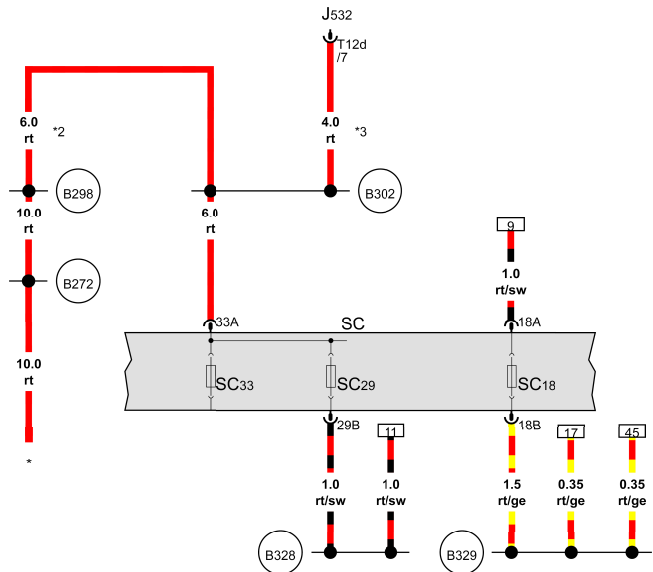 J532
T12d
/7
6.0
rt
*2
4.0
rt
*3
B298
B302
10.0
rt
6.0
rt
9
B272
1.0
rt/sw
33A
SC
18A
10.0
rt
SC33
SC29
SC18
29B
11
18B
17
45
*
1.0
rt/sw
1.0
rt/sw
1.5
rt/ge
0.35
rt/ge
0.35
rt/ge
B328
B329